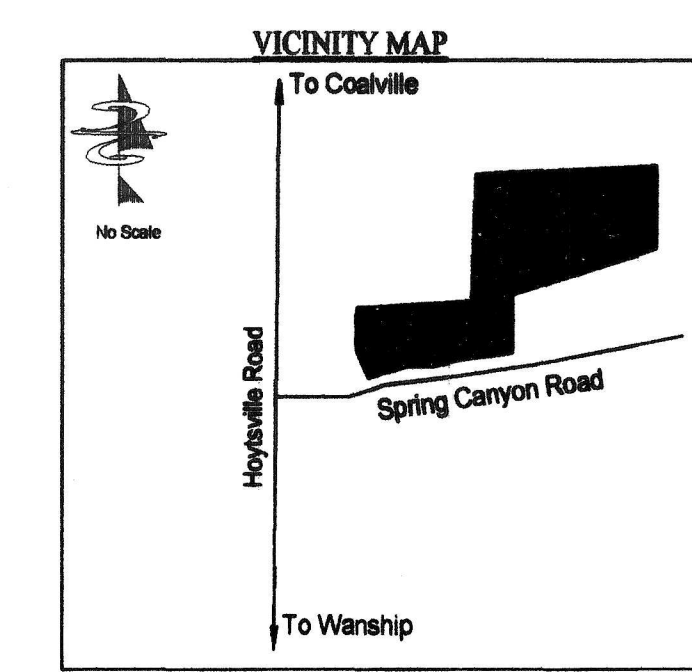 VICINITY MAP
To Coalville
No Scale
Hoytsville Road
Spring Canyon Road
To Wanship